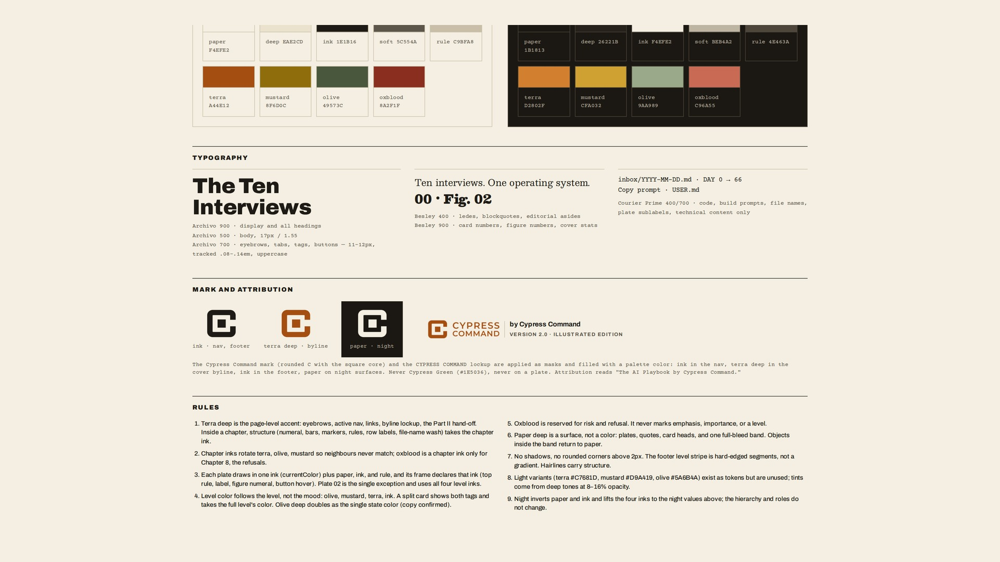 paper
F4EFE2
deep EAE2CD
ink 1E1B16
soft 5C554A
rule C9BFA8
terra
A44E12
mustard
8F6D0C
olive
49573C
oxblood
8A2F1F
paper
1B1813
deep 26221B
ink F4EFE2
soft BEB4A2
rule 4E463A
terra
D2802F
mustard
CFA032
olive
9AA989
oxblood
C96A55
TYPOGRAPHY
The Ten
Interviews
Archivo 900 · display and all headings
Archivo 500 · body, 17px / 1.55
Archivo 700 · eyebrows, tabs, tags, buttons — 11–12px,
tracked .08–.14em, uppercase
Ten interviews. One operating system.
00 · Fig. 02
Besley 400 · ledes, blockquotes, editorial asides
Besley 900 · card numbers, figure numbers, cover stats
inbox/YYYY-MM-DD.md · DAY 0 → 66
Copy prompt · USER.md
Courier Prime 400/700 · code, build prompts, file names,
plate sublabels, technical content only
MARK AND ATTRIBUTION
ink · nav, footer
terra deep · byline
paper · night
CYPRESS
COMMAND
by Cypress Command
VERSION 2.0 · ILLUSTRATED EDITION
The Cypress Command mark (rounded C with the square core) and the CYPRESS COMMAND lockup are applied as masks and filled with a palette color: ink in the nav, terra deep in the
cover byline, ink in the footer, paper on night surfaces. Never Cypress Green (#1E5036), never on a plate. Attribution reads "The AI Playbook by Cypress Command."
RULES
1. Terra deep is the page-level accent: eyebrows, active nav, links, byline lockup, the Part II hand-off.
Inside a chapter, structure (numeral, bars, markers, rules, row labels, file-name wash) takes the chapter
ink.
2. Chapter inks rotate terra, olive, mustard so neighbours never match; oxblood is a chapter ink only for
Chapter 8, the refusals.
3. Each plate draws in one ink (currentColor) plus paper, ink, and rule, and its frame declares that ink (top
rule, label, figure numeral, button hover). Plate 02 is the single exception and uses all four level inks.
4. Level color follows the level, not the mood: olive, mustard, terra, ink. A split card shows both tags and
takes the full level's color. Olive deep doubles as the single state color (copy confirmed).
5. Oxblood is reserved for risk and refusal. It never marks emphasis, importance, or a level.
6. Paper deep is a surface, not a color: plates, quotes, card heads, and one full-bleed band. Objects
inside the band return to paper.
7. No shadows, no rounded corners above 2px. The footer level stripe is hard-edged segments, not a
gradient. Hairlines carry structure.
8. Light variants (terra #C7681D, mustard #D9A419, olive #5A6B4A) exist as tokens but are unused; tints
come from deep tones at 8–16% opacity.
9. Night inverts paper and ink and lifts the four inks to the night values above; the hierarchy and roles do
not change.